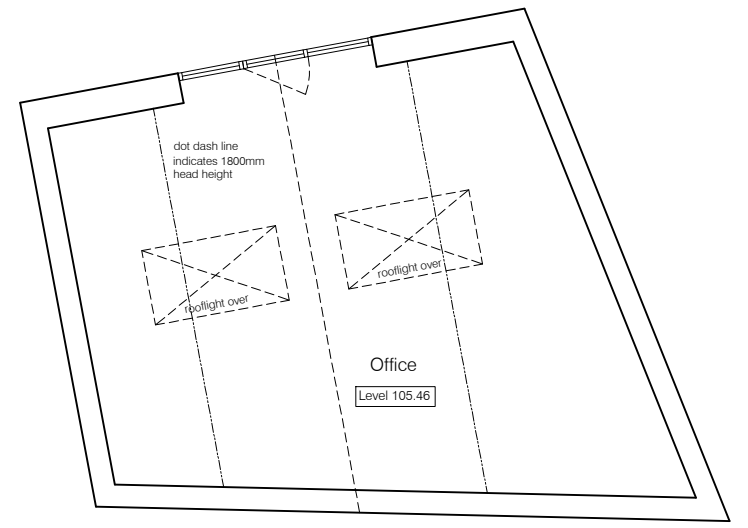 dot dash line
indicates 1800mm
head height
rooflight over
rooflight over
Office
Level 105.46